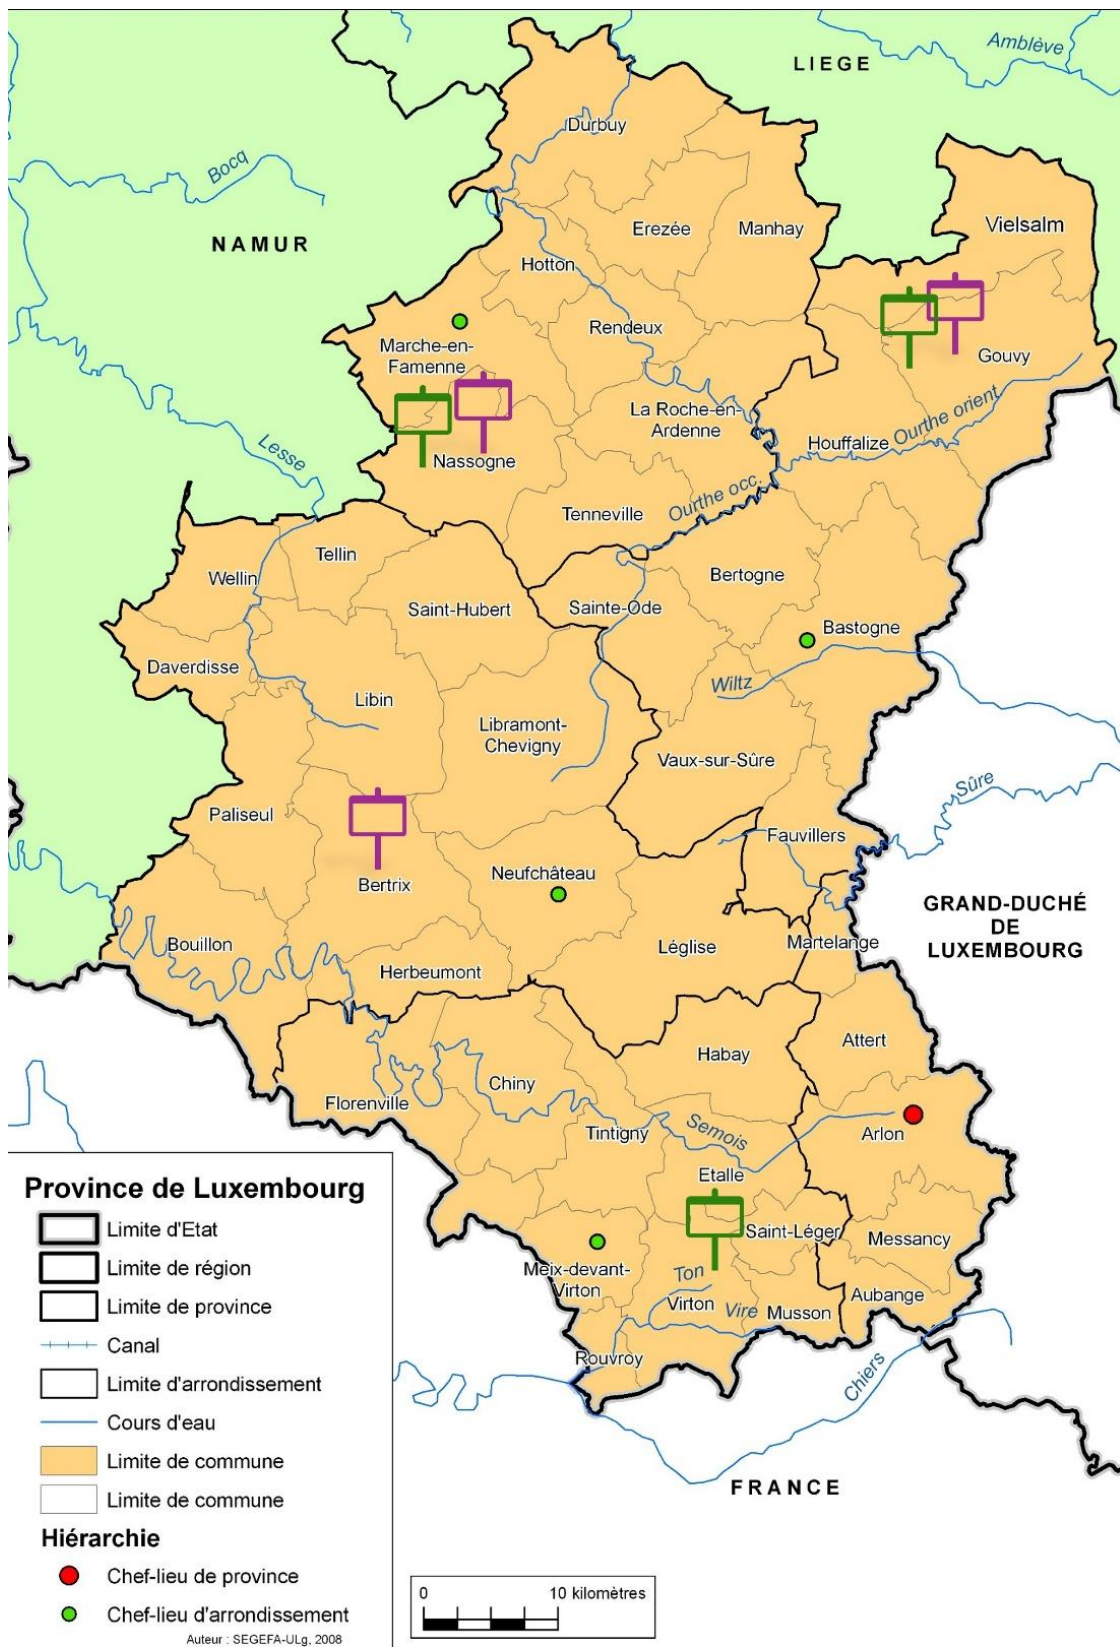 Amblève
LIEGE
Durbuy
Bocq
NAMUR
Erezée
Manhay
Vielsalm
Hotton
Rendeux
Marche-en-
Famenne
Gouvy
La Roche-en-
Ardenne
Ourthe orient.
Houffalize
Lesse
Nassogne
Ourthe occ.
Tenneville
Tellin
Wellin
Bertogne
Saint-Hubert
Sainte-Ode
Bastogne
Daverdisse
Wiltz
Libin
Libramont-
Chevigny
Vaux-sur-Sûre
Sûre
Paliseul
Fauvillers
Neufchâteau
Bertrix
GRAND-DUCHÉ
DE
LUXEMBOURG
Bouillon
Léglise
Martelange
Herbeumont
Attert
Habay
Chiny
Florenville
Tintigny
Semois
Arlon
Etalle
Saint-Léger
Messancy
Meix-devant-
Virton
Ton
Virton
Vire
Musson
Aubange
Rouvroy
Chiers
FRANCE
Province de Luxembourg
Limite d'Etat
Limite de région
Limite de province
Canal
Limite d'arrondissement
Cours d'eau
Limite de commune
Limite de commune
Hiérarchie
Chef-lieu de province
Chef-lieu d'arrondissement
Auteur : SEGEFA-ULg, 2008
0 10 kilomètres